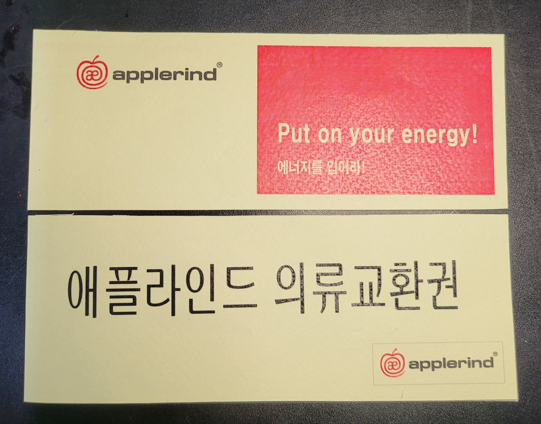 æ applerind®
Put on your energy!
에너지를 입어라!
애플라인드 의류교환권
æ applerind®